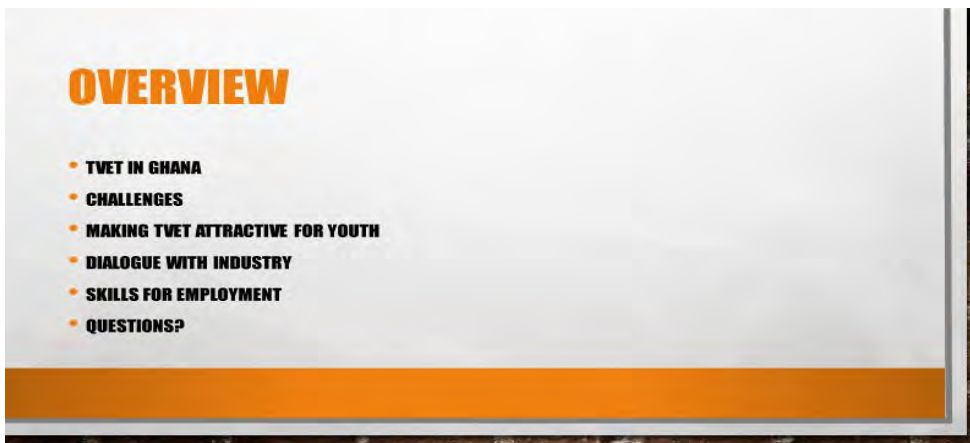 OVERVIEW
• TVET IN GHANA
• CHALLENGES
• MAKING TVET ATTRACTIVE FOR YOUTH
• DIALOGUE WITH INDUSTRY
• SKILLS FOR EMPLOYMENT
• QUESTIONS?